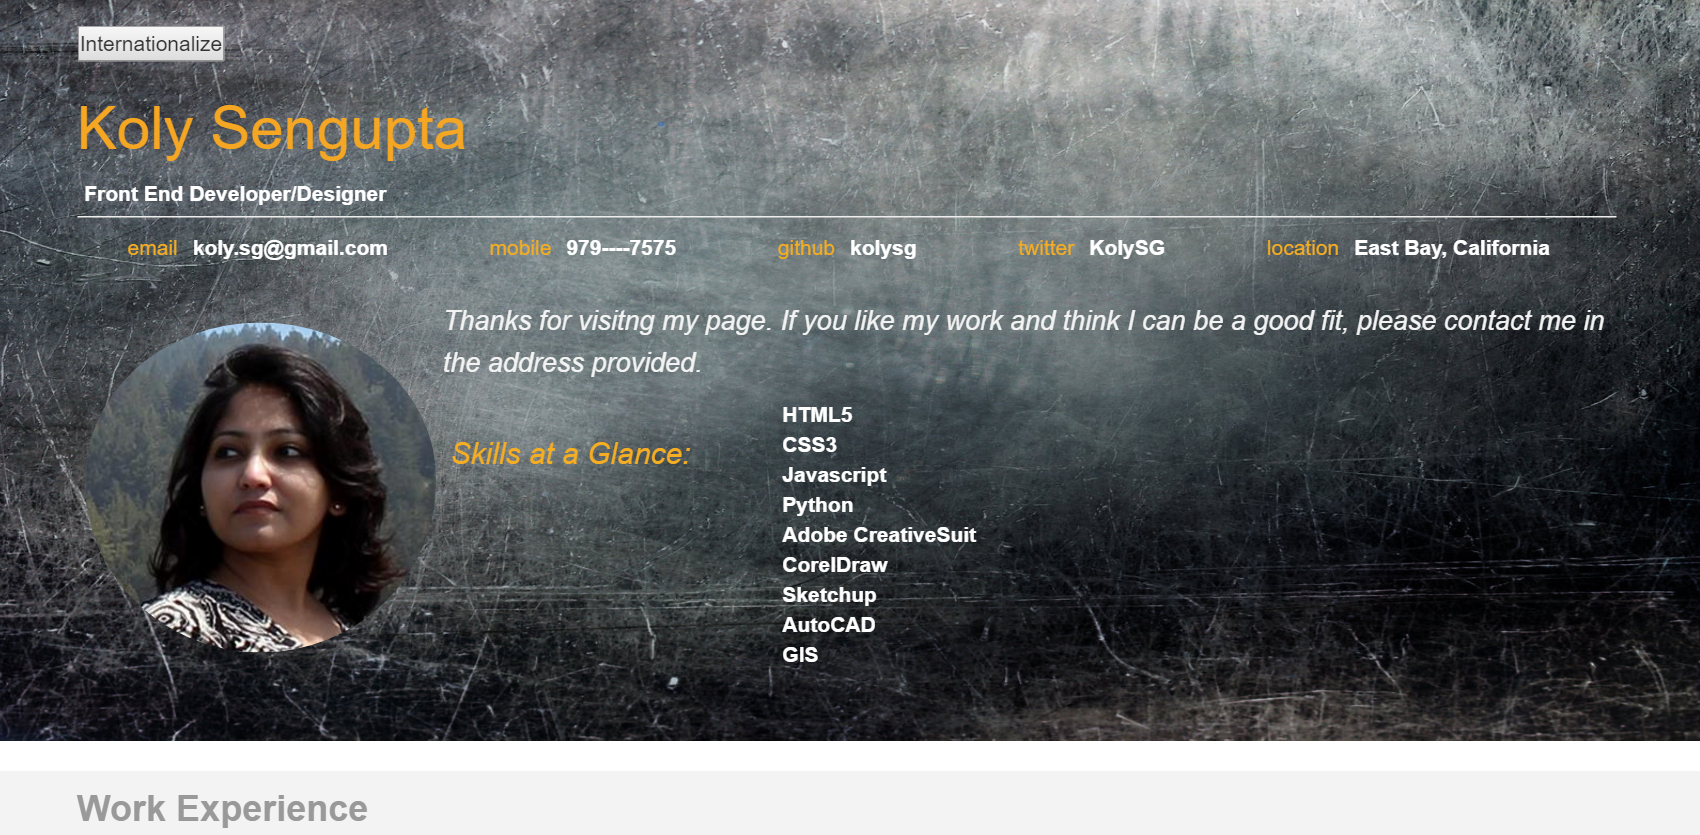 Internationalize
Koly Sengupta
Front End Developer/Designer
email koly.sg@gmail.com mobile 979----7575 github kolysg twitter KolySG location East Bay, California
Thanks for visitng my page. If you like my work and think I can be a good fit, please contact me in
the address provided.
Skills at a Glance:
HTML5
CSS3
Javascript
Python
Adobe CreativeSuit
CorelDraw
Sketchup
AutoCAD
GIS
Work Experience